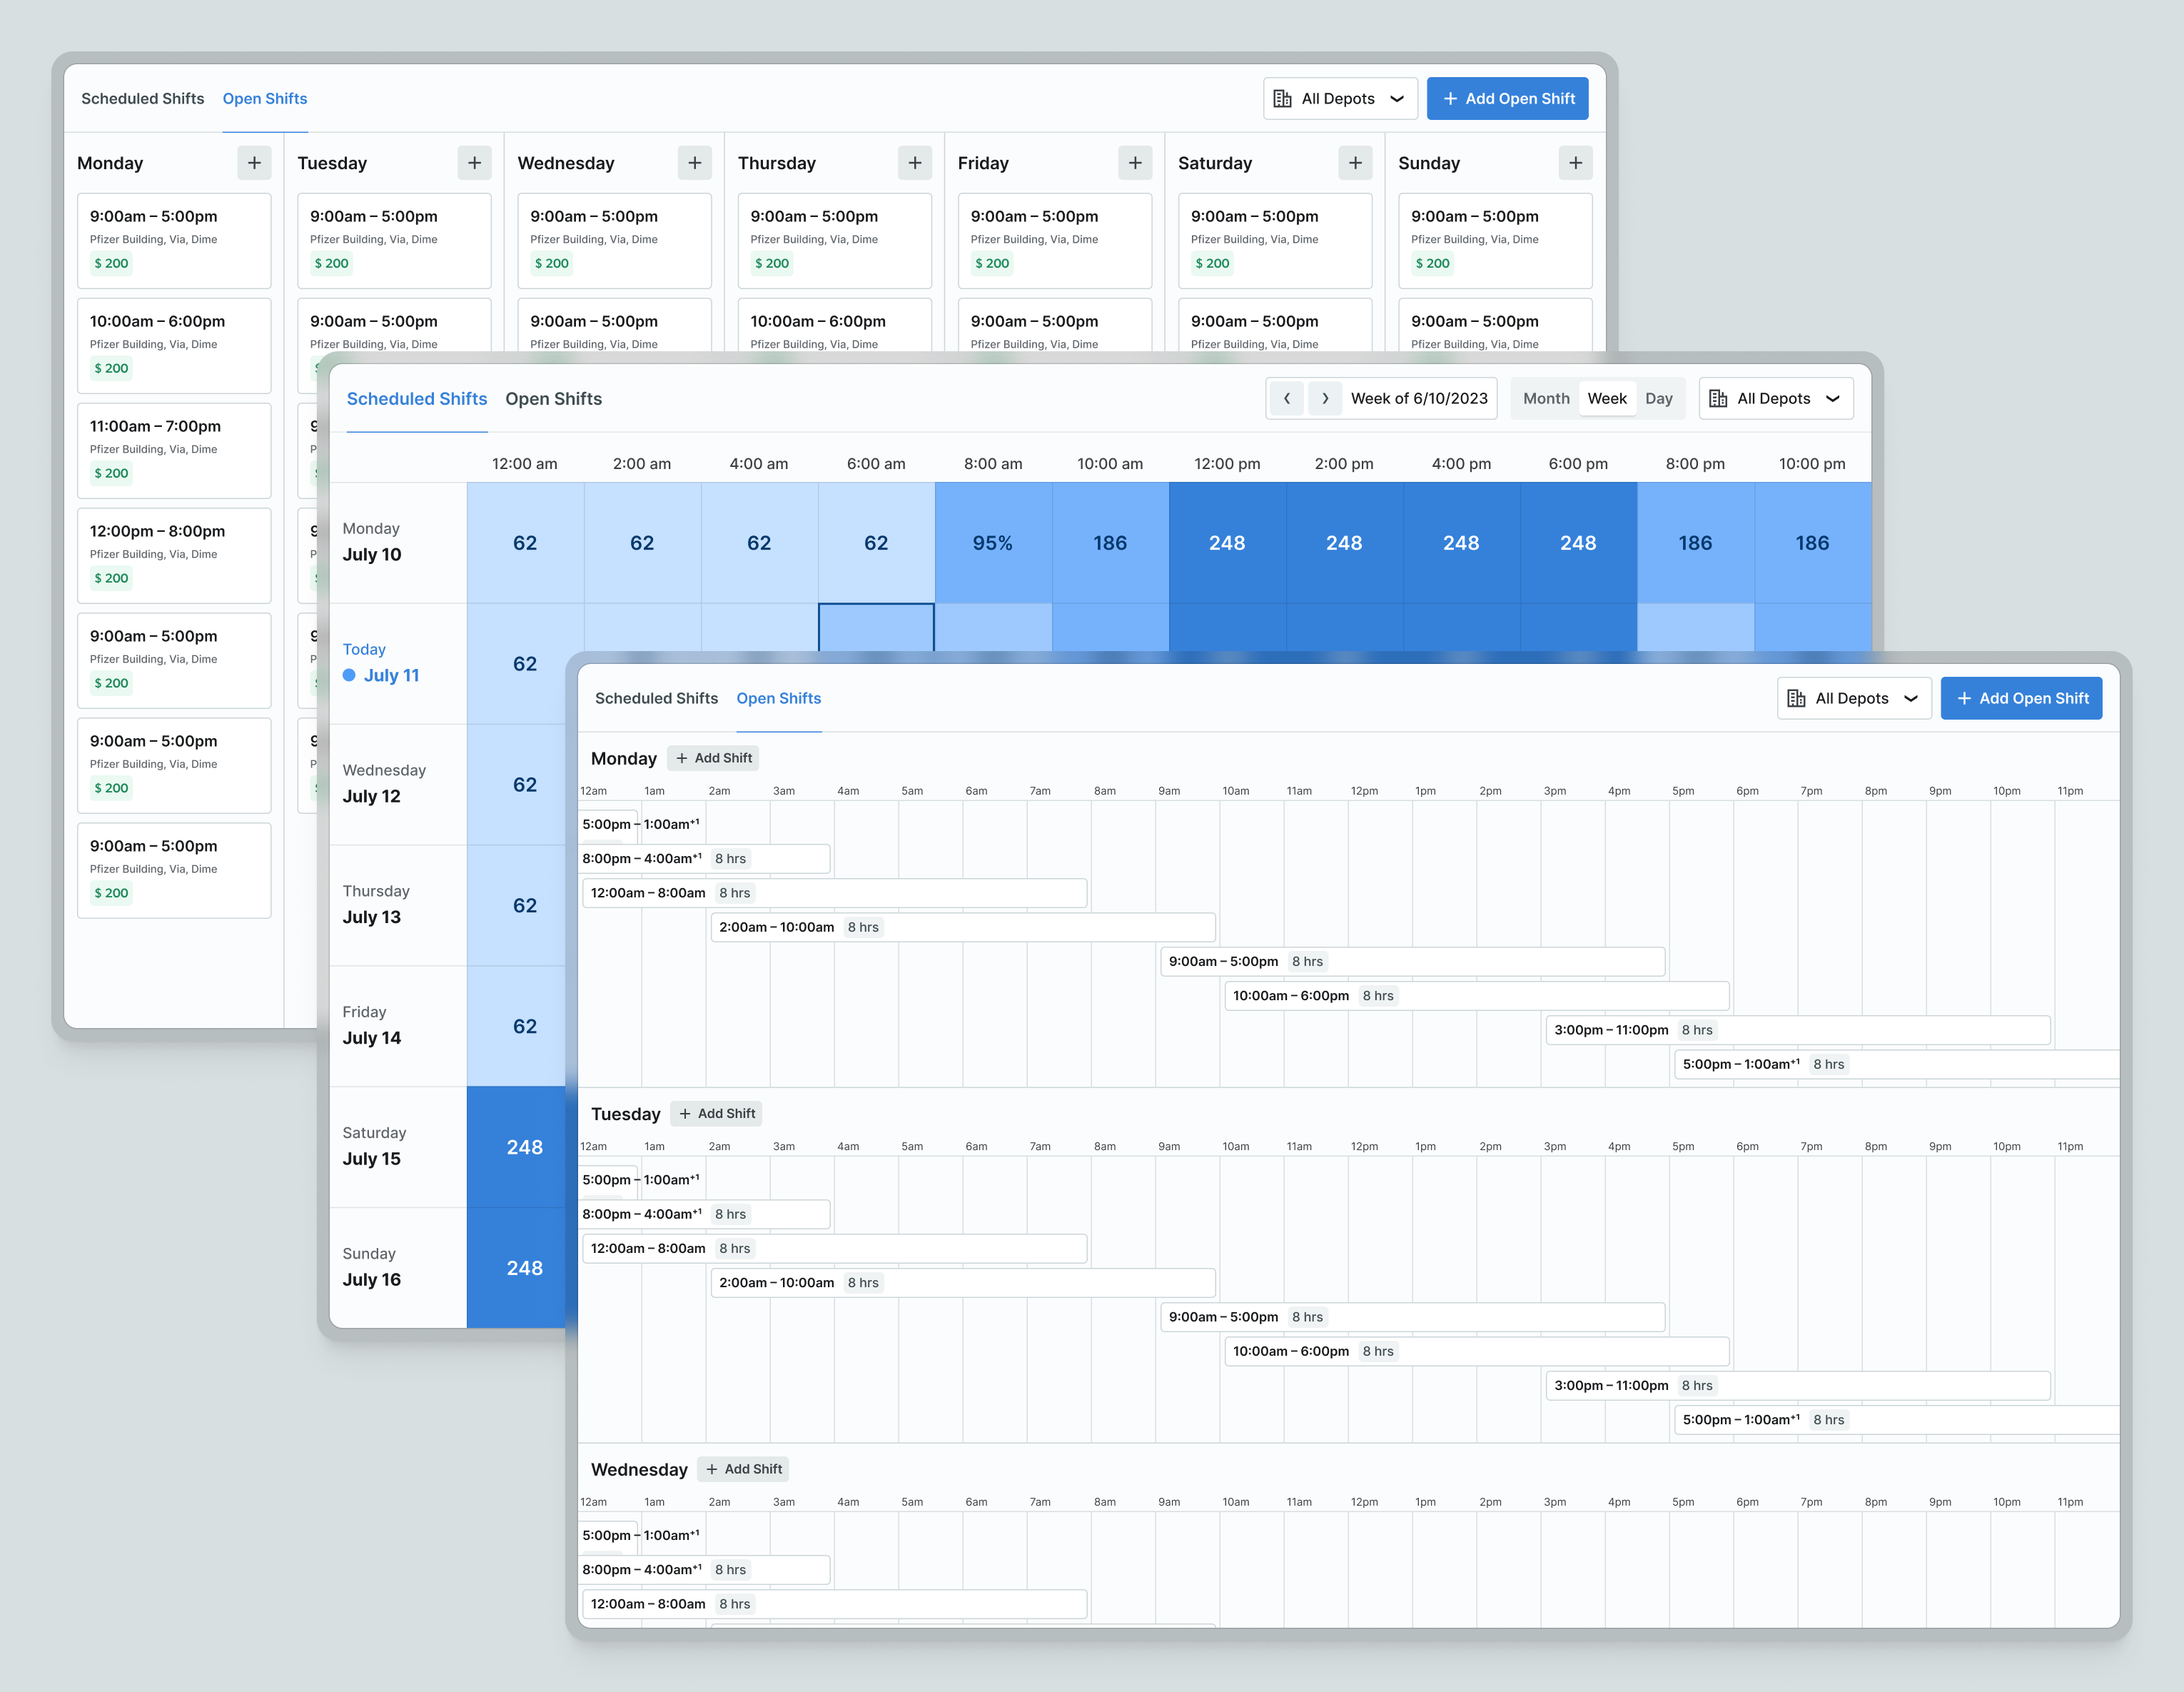 Scheduled Shifts Open Shifts All Depots + Add Open Shift
Monday + Tuesday + Wednesday + Thursday + Friday + Saturday + Sunday +
9:00am – 5:00pm 9:00am – 5:00pm 9:00am – 5:00pm 9:00am – 5:00pm 9:00am – 5:00pm 9:00am – 5:00pm 9:00am – 5:00pm
Pfizer Building, Via, Dime Pfizer Building, Via, Dime Pfizer Building, Via, Dime Pfizer Building, Via, Dime Pfizer Building, Via, Dime Pfizer Building, Via, Dime Pfizer Building, Via, Dime
$ 200 $ 200 $ 200 $ 200 $ 200 $ 200 $ 200
10:00am – 6:00pm 9:00am – 5:00pm 9:00am – 5:00pm 10:00am – 6:00pm 9:00am – 5:00pm 9:00am – 5:00pm 9:00am – 5:00pm
Pfizer Building, Via, Dime Pfizer Building, Via, Dime Pfizer Building, Via, Dime Pfizer Building, Via, Dime Pfizer Building, Via, Dime Pfizer Building, Via, Dime Pfizer Building, Via, Dime
$ 200
11:00am – 7:00pm
Pfizer Building, Via, Dime
$ 200
12:00pm – 8:00pm
Pfizer Building, Via, Dime
$ 200
9:00am – 5:00pm
Pfizer Building, Via, Dime
$ 200
9:00am – 5:00pm
Pfizer Building, Via, Dime
$ 200
9:00am – 5:00pm
Pfizer Building, Via, Dime
$ 200
Scheduled Shifts Open Shifts Week of 6/10/2023 Month Week Day All Depots
12:00 am 2:00 am 4:00 am 6:00 am 8:00 am 10:00 am 12:00 pm 2:00 pm 4:00 pm 6:00 pm 8:00 pm 10:00 pm
Monday
July 10
62 62 62 62 95% 186 248 248 248 248 186 186
Today
July 11
62
Wednesday
July 12
62
Thursday
July 13
62
Friday
July 14
62
Saturday
July 15
248
Sunday
July 16
248
Scheduled Shifts Open Shifts All Depots + Add Open Shift
Monday + Add Shift
12am 1am 2am 3am 4am 5am 6am 7am 8am 9am 10am 11am 12pm 1pm 2pm 3pm 4pm 5pm 6pm 7pm 8pm 9pm 10pm 11pm
5:00pm – 1:00am⁺¹
8:00pm – 4:00am⁺¹ 8 hrs
12:00am – 8:00am 8 hrs
2:00am – 10:00am 8 hrs
9:00am – 5:00pm 8 hrs
10:00am – 6:00pm 8 hrs
3:00pm – 11:00pm 8 hrs
5:00pm – 1:00am⁺¹ 8 hrs
Tuesday + Add Shift
12am 1am 2am 3am 4am 5am 6am 7am 8am 9am 10am 11am 12pm 1pm 2pm 3pm 4pm 5pm 6pm 7pm 8pm 9pm 10pm 11pm
5:00pm – 1:00am⁺¹
8:00pm – 4:00am⁺¹ 8 hrs
12:00am – 8:00am 8 hrs
2:00am – 10:00am 8 hrs
9:00am – 5:00pm 8 hrs
10:00am – 6:00pm 8 hrs
3:00pm – 11:00pm 8 hrs
5:00pm – 1:00am⁺¹ 8 hrs
Wednesday + Add Shift
12am 1am 2am 3am 4am 5am 6am 7am 8am 9am 10am 11am 12pm 1pm 2pm 3pm 4pm 5pm 6pm 7pm 8pm 9pm 10pm 11pm
5:00pm – 1:00am⁺¹
8:00pm – 4:00am⁺¹ 8 hrs
12:00am – 8:00am 8 hrs